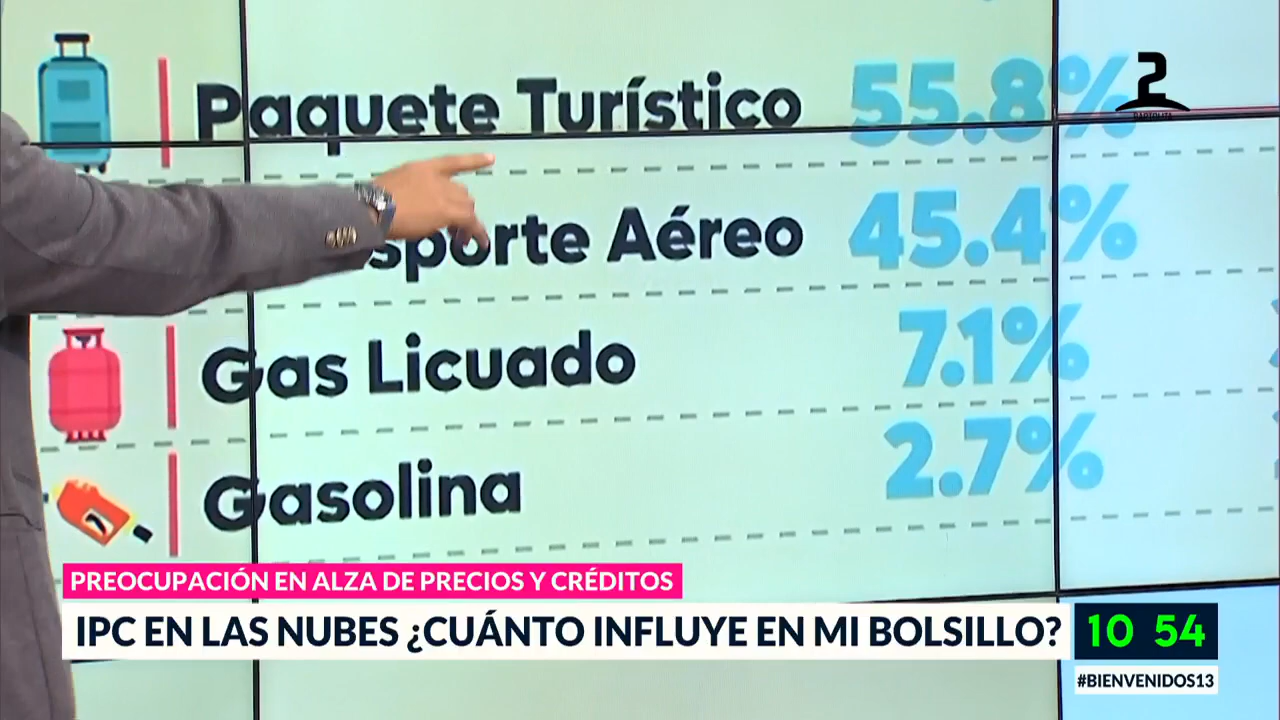 Paquete Turístico 55.8%
2
sporte Aéreo 45.4%
Gas Licuado 7.1%
Gasolina 2.7%
PREOCUPACIÓN EN ALZA DE PRECIOS Y CRÉDITOS
IPC EN LAS NUBES ¿CUÁNTO INFLUYE EN MI BOLSILLO?
10 54
#BIENVENIDOS13